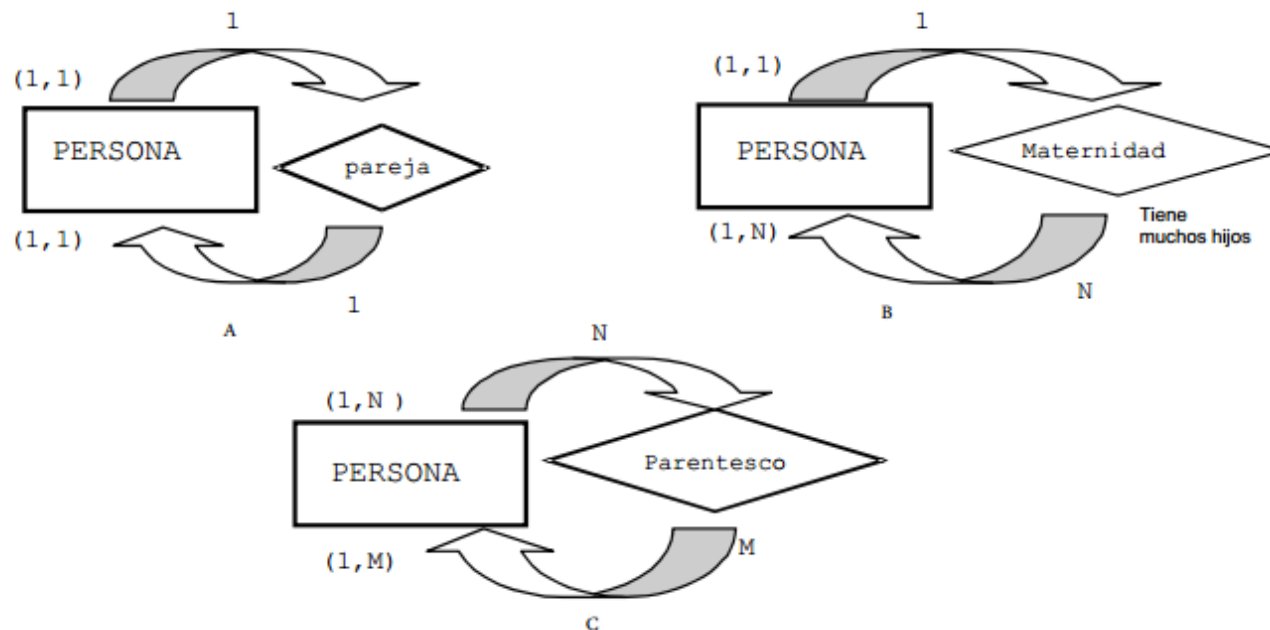 1
(1,1)
PERSONA
pareja
(1,1)
1
A
1
(1,1)
PERSONA
Maternidad
(1,N)
Tiene
muchos hijos
N
B
N
(1,N )
PERSONA
Parentesco
(1,M)
M
C